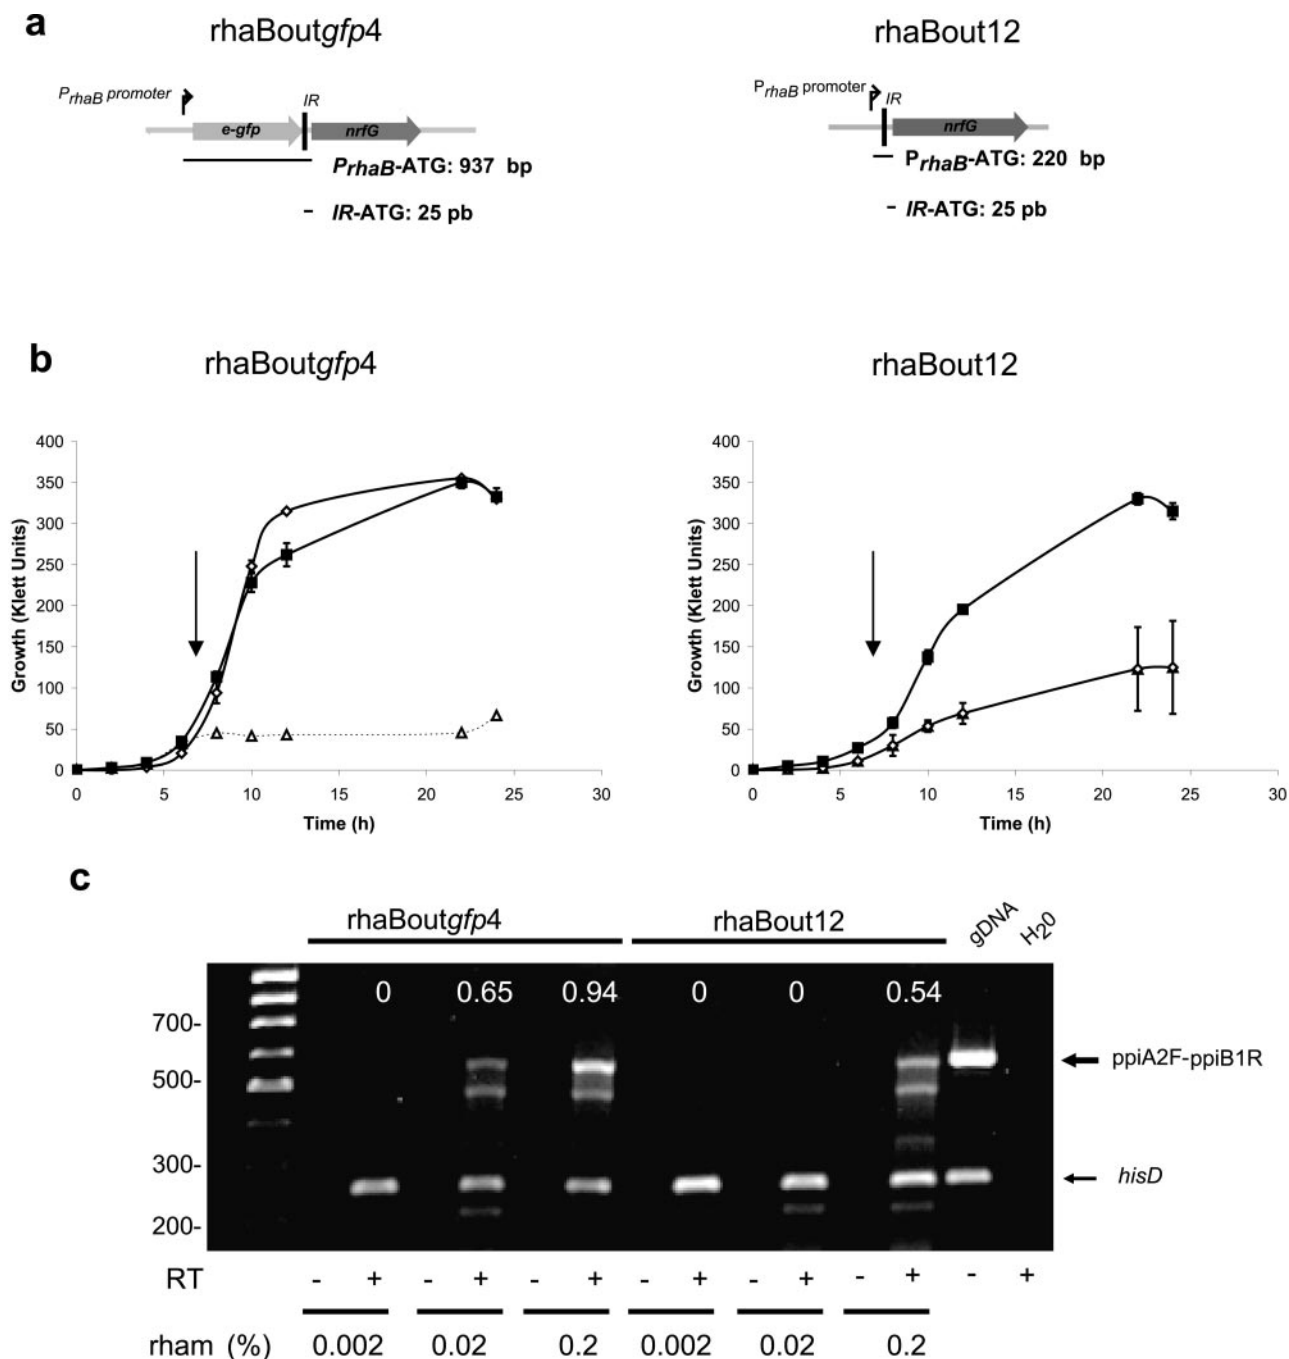 a
rhaBoutgfp4
rhaBout12
PrhaB promoter
IR
e-gfp
nrfG
PrhaB-ATG: 937 bp
IR-ATG: 25 pb
PrhaB promoter
IR
nrfG
PrhaB-ATG: 220 bp
IR-ATG: 25 pb
b
rhaBoutgfp4
rhaBout12
Growth (Klett Units)
400
350
300
250
200
150
100
50
0
0 5 10 15 20 25 30
Time (h)
Growth (Klett Units)
400
350
300
250
200
150
100
50
0
0 5 10 15 20 25 30
Time (h)
c
rhaBoutgfp4 rhaBout12 gDNA H20
0 0.65 0.94 0 0 0.54
700-
500-
300-
200-
ppiA2F-ppiB1R
hisD
RT - + - + - + - + - + - + - +
rham (%) 0.002 0.02 0.2 0.002 0.02 0.2